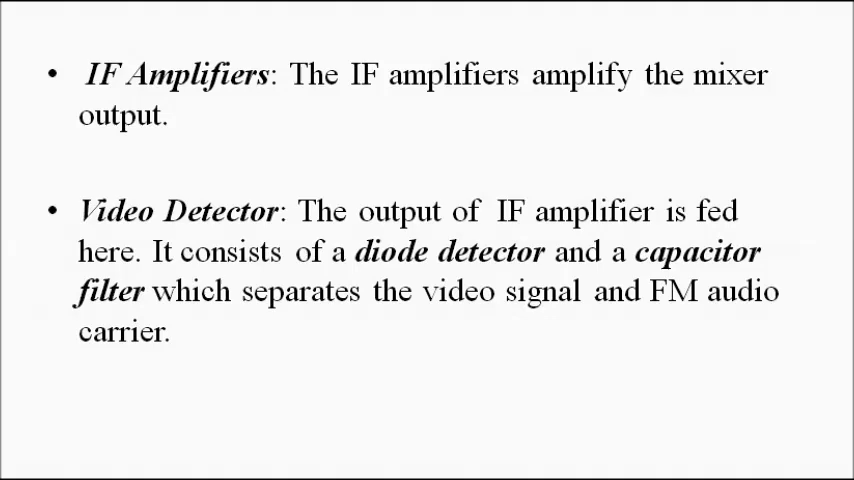 • IF Amplifiers: The IF amplifiers amplify the mixer
output.
• Video Detector: The output of IF amplifier is fed
here. It consists of a diode detector and a capacitor
filter which separates the video signal and FM audio
carrier.